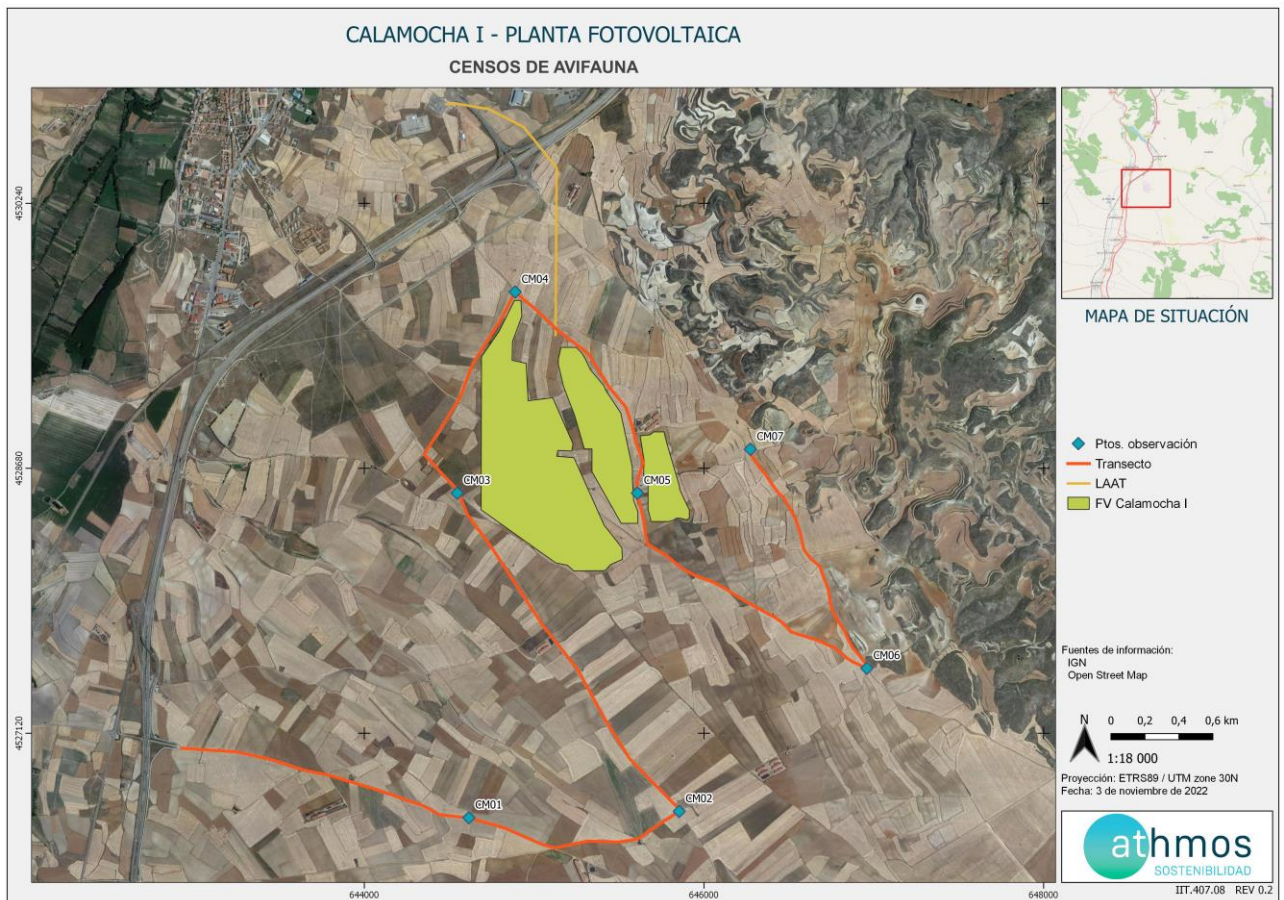 CALAMOCHA I - PLANTA FOTOVOLTAICA
CENSOS DE AVIFAUNA
4530240
4528680
4527120
644000
646000
648000
CM04
CM07
CM03
CM05
CM06
CM01
CM02
MAPA DE SITUACIÓN
Ptos. observación
Transecto
LAAT
FV Calamocha I
Fuentes de información:
IGN
Open Street Map
N
0 0,2 0,4 0,6 km
1:18 000
Proyección: ETRS89 / UTM zone 30N
Fecha: 3 de noviembre de 2022
athmos
SOSTENIBILIDAD
IIT.407.08 REV 0.2